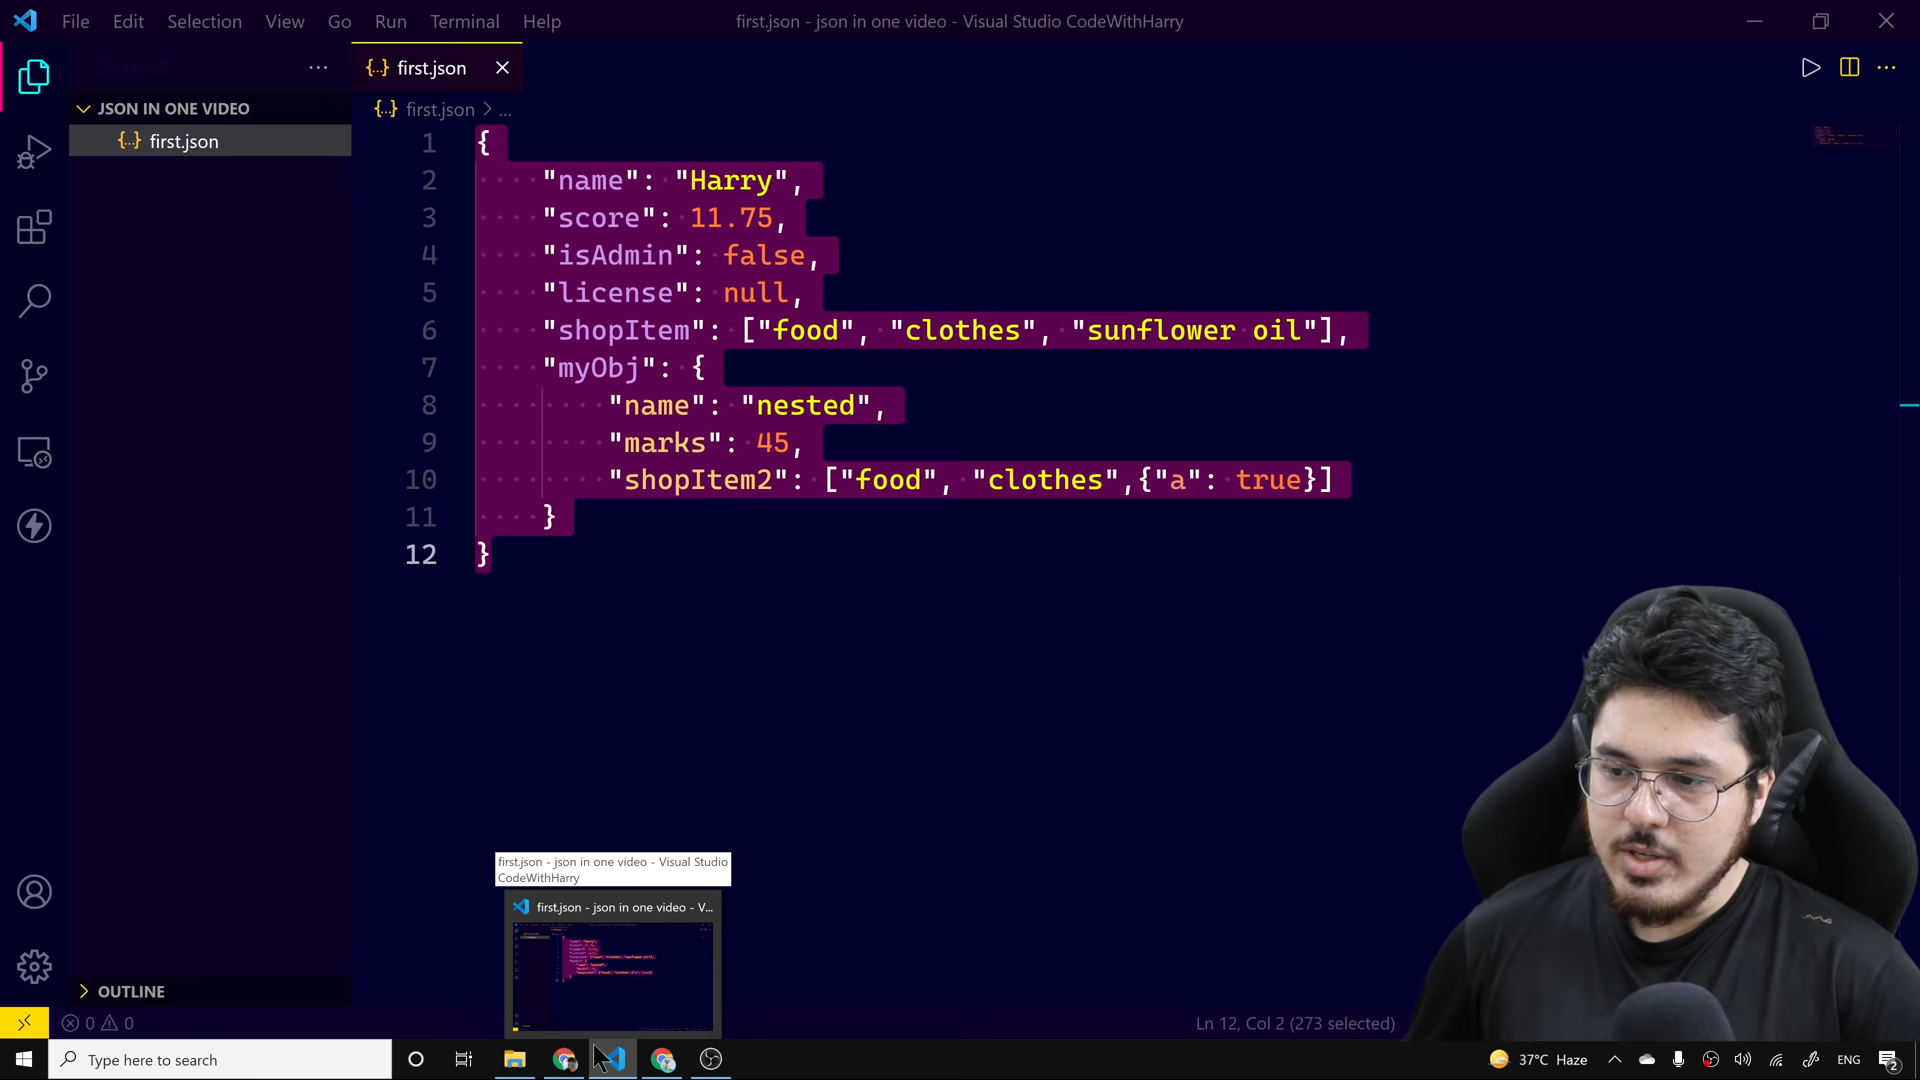 File Edit Selection View Go Run Terminal Help
first.json - json in one video - Visual Studio CodeWithHarry
first.json
JSON IN ONE VIDEO
first.json
first.json > ...
1 {
2 "name": "Harry",
3 "score": 11.75,
4 "isAdmin": false,
5 "license": null,
6 "shopItem": ["food", "clothes", "sunflower oil"],
7 "myObj": {
8 "name": "nested",
9 "marks": 45,
10 "shopItem2": ["food", "clothes",{"a": true}]
11 }
12 }
first.json - json in one video - Visual Studio
CodeWithHarry
first.json - json in one video - V...
OUTLINE
0 0
Ln 12, Col 2 (273 selected)
Type here to search
37°C Haze
ENG
2